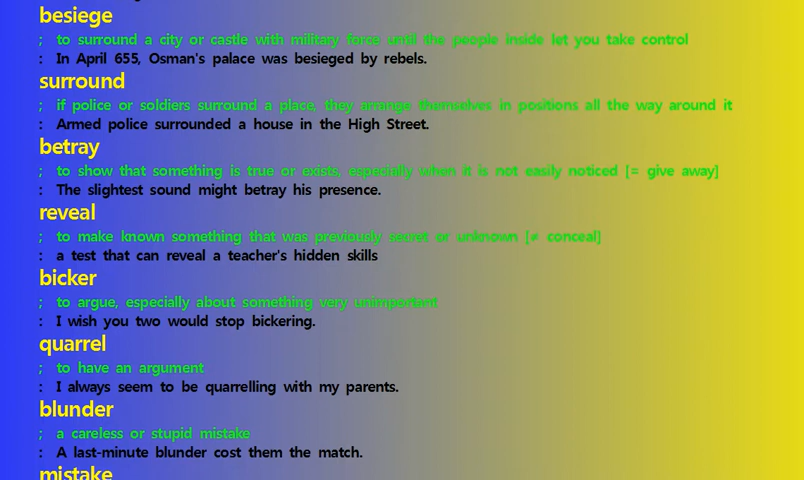 besiege
; to surround a city or castle with military force until the people inside let you take control
: In April 655, Osman's palace was besieged by rebels.
surround
; if police or soldiers surround a place, they arrange themselves in positions all the way around it
: Armed police surrounded a house in the High Street.
betray
; to show that something is true or exists, especially when it is not easily noticed [= give away]
: The slightest sound might betray his presence.
reveal
; to make known something that was previously secret or unknown [≠ conceal]
: a test that can reveal a teacher's hidden skills
bicker
; to argue, especially about something very unimportant
: I wish you two would stop bickering.
quarrel
; to have an argument
: I always seem to be quarrelling with my parents.
blunder
; a careless or stupid mistake
: A last-minute blunder cost them the match.
mistake